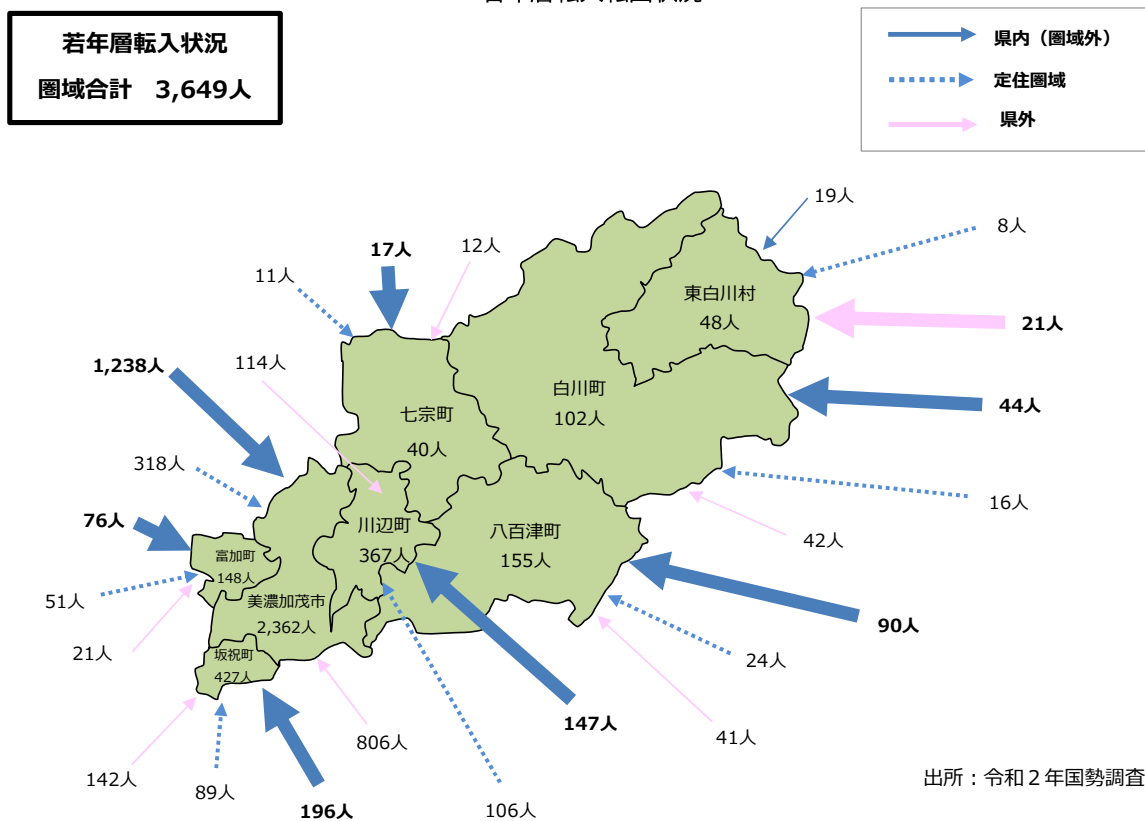 若年層転入状況
圏域合計 3,649人
県内（圏域外）
定住圏域
県外
19人
8人
17人
12人
11人
東白川村
48人
21人
1,238人
114人
白川町
102人
44人
七宗町
40人
318人
16人
76人
川辺町
367人
八百津町
155人
42人
富加町
148人
51人
美濃加茂市
2,362人
90人
21人
坂祝町
427人
24人
147人
806人
41人
142人
89人
196人
106人
出所：令和２年国勢調査